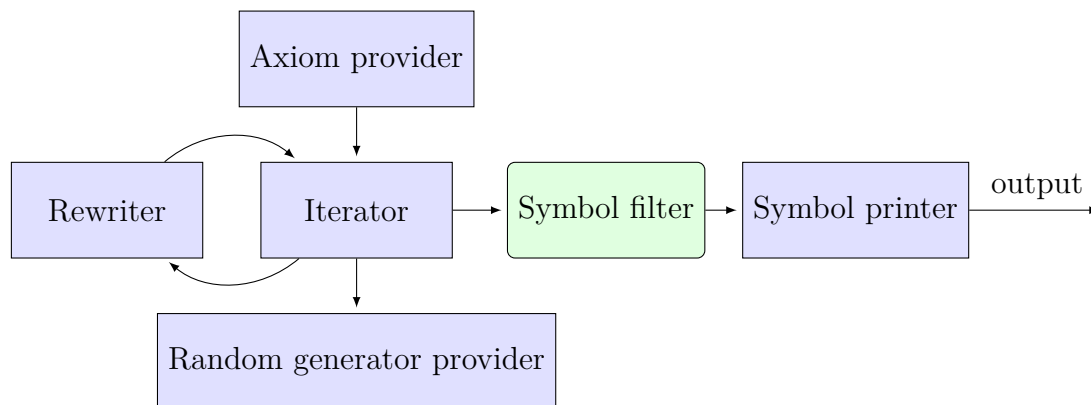 Axiom provider
Rewriter
Iterator
Symbol filter
Symbol printer
output
Random generator provider